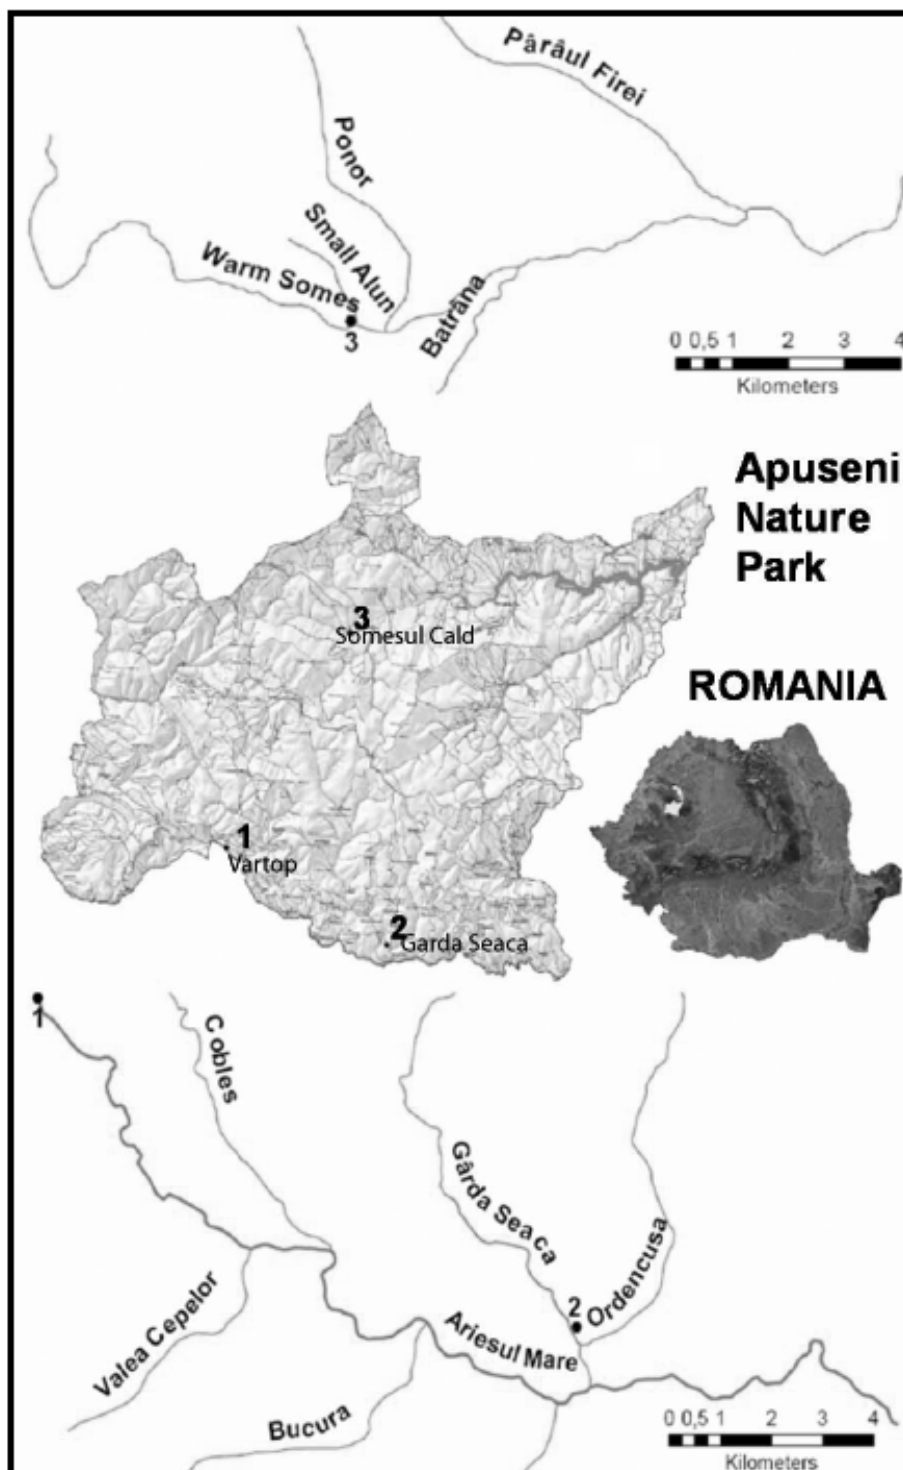 Pârâul Firei
Ponor
Small Alun
Warm Somes
Batrâna
3
0 0,5 1 2 3 4
Kilometers
Apuseni
Nature
Park
3
Somesul Cald
ROMANIA
1
Vartop
2
Garda Seaca
1
Cobles
Gârda Seaca
Ordencusa
2
Valea Cepelor
Ariesul Mare
Bucura
0 0,5 1 2 3 4
Kilometers